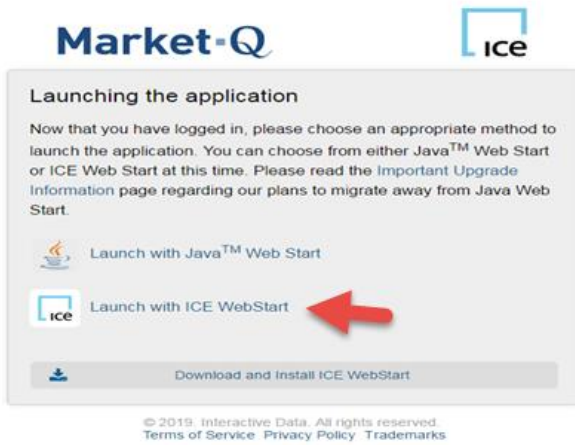 Market-Q
ice
Launching the application
Now that you have logged in, please choose an appropriate method to
launch the application. You can choose from either Java™ Web Start
or ICE Web Start at this time. Please read the Important Upgrade
Information page regarding our plans to migrate away from Java Web
Start.
Launch with Java™ Web Start
ice
Launch with ICE WebStart
Download and Install ICE WebStart
© 2019. Interactive Data. All rights reserved.
Terms of Service Privacy Policy Trademarks